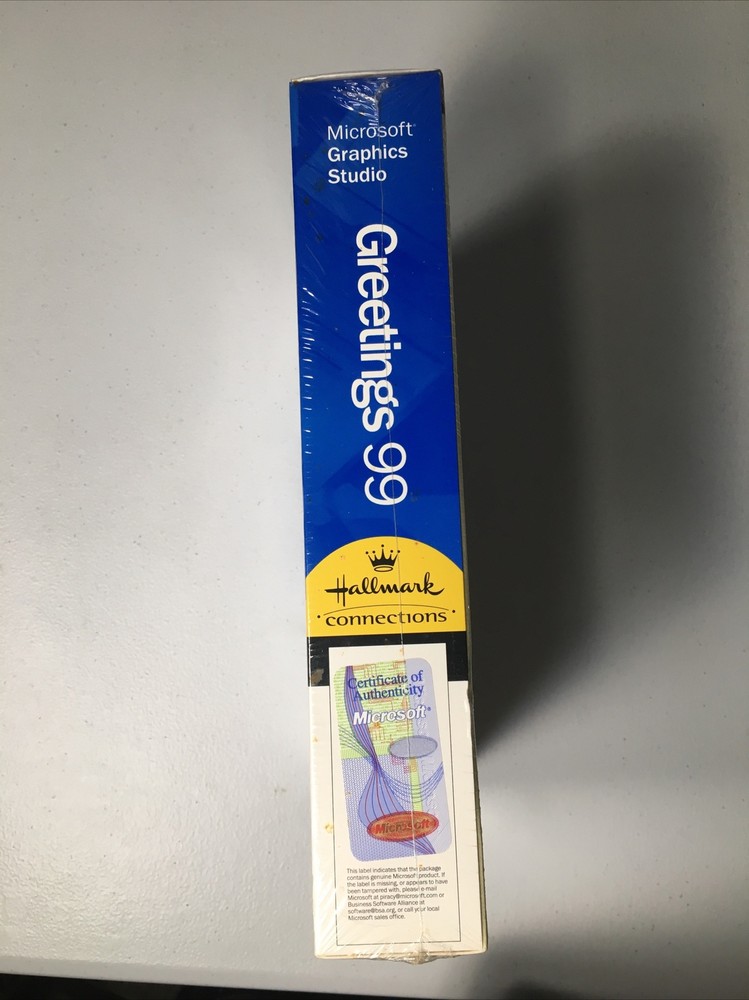 Microsoft®
Graphics
Studio
Greetings 99
Hallmark
• connections •
Certificate of
Authenticity
Microsoft®
Microsoft
This label indicates that the package
contains genuine Microsoft product. If
the label is missing, or appears to have
been tampered with, please e-mail
Microsoft at piracy@microsoft.com or
Business Software Alliance at
software@bsa.org, or call your local
Microsoft sales office.